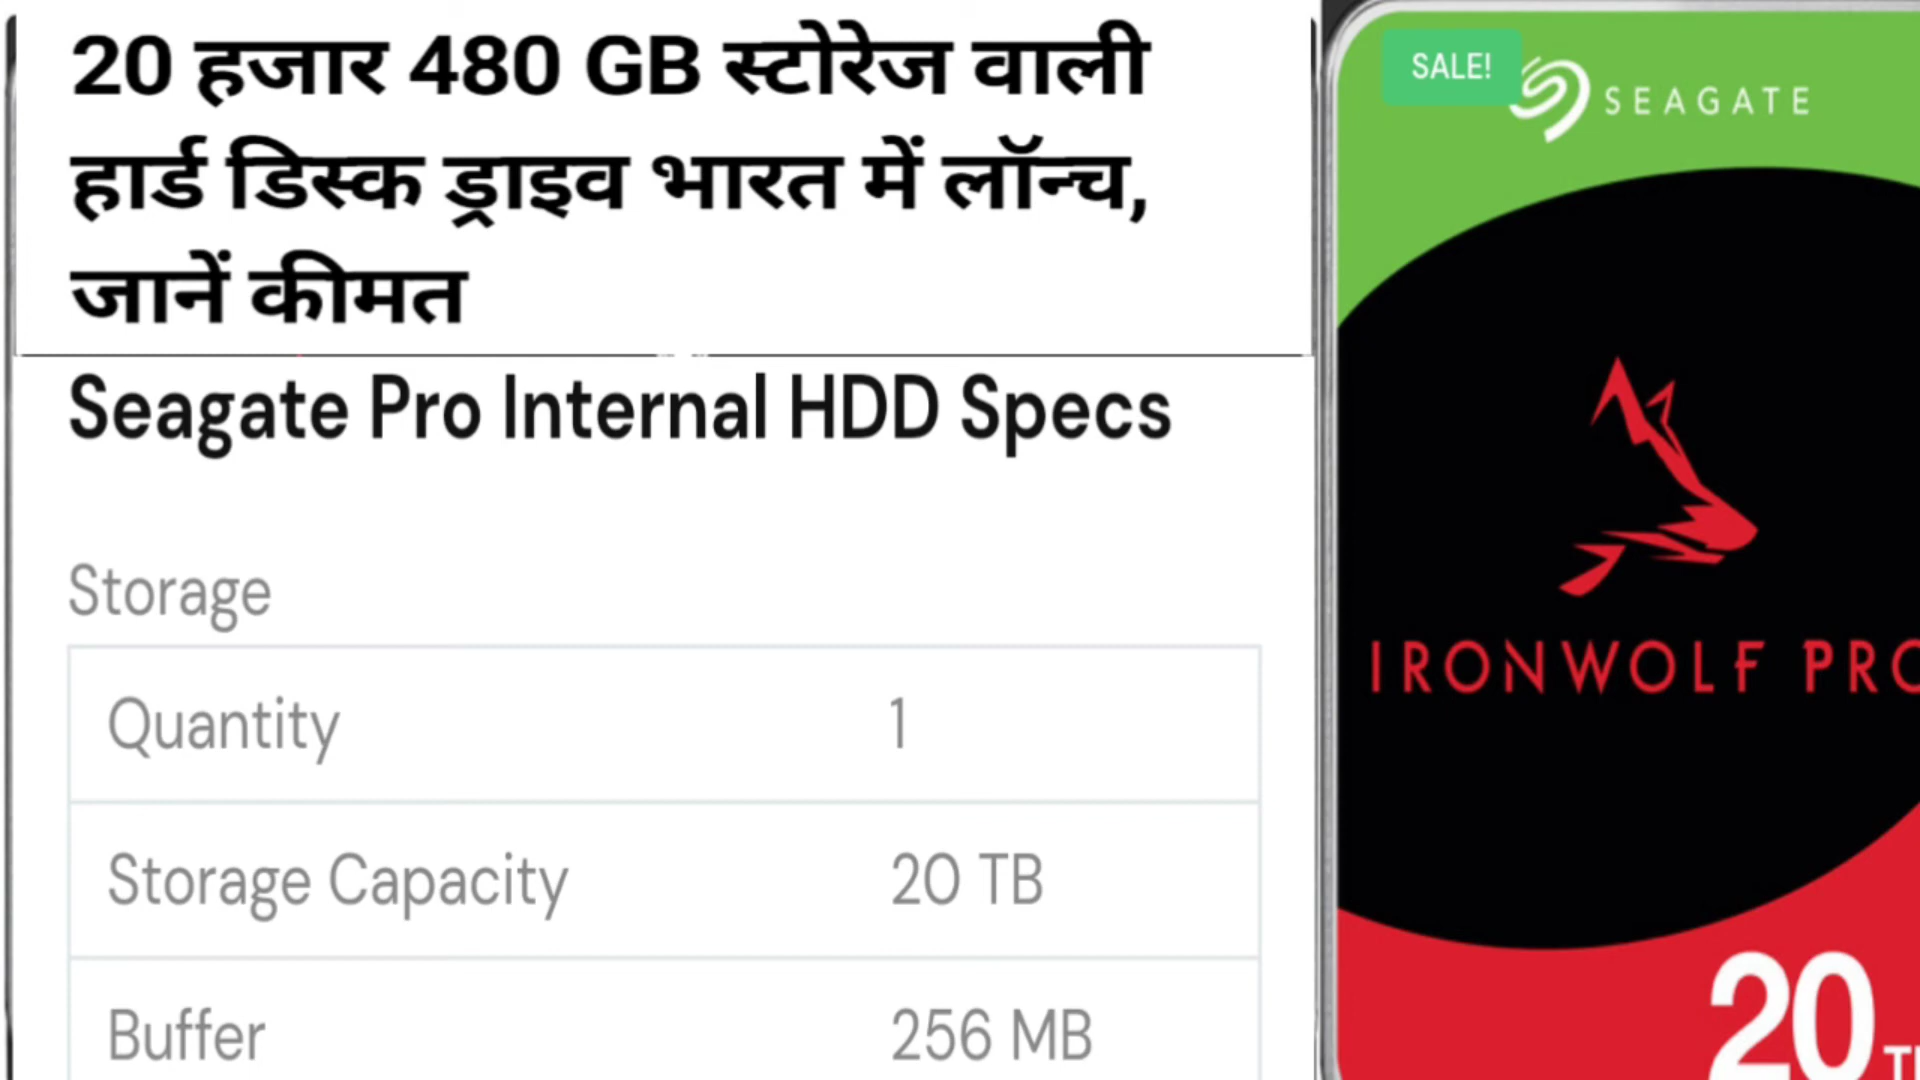 20 हजार 480 GB स्टोरेज वाली
हार्ड डिस्क ड्राइव भारत में लॉन्च,
जानें कीमत
Seagate Pro Internal HDD Specs
Storage
Quantity 1
Storage Capacity 20 TB
Buffer 256 MB
SALE!
SEAGATE
IRONWOLF PRO
20